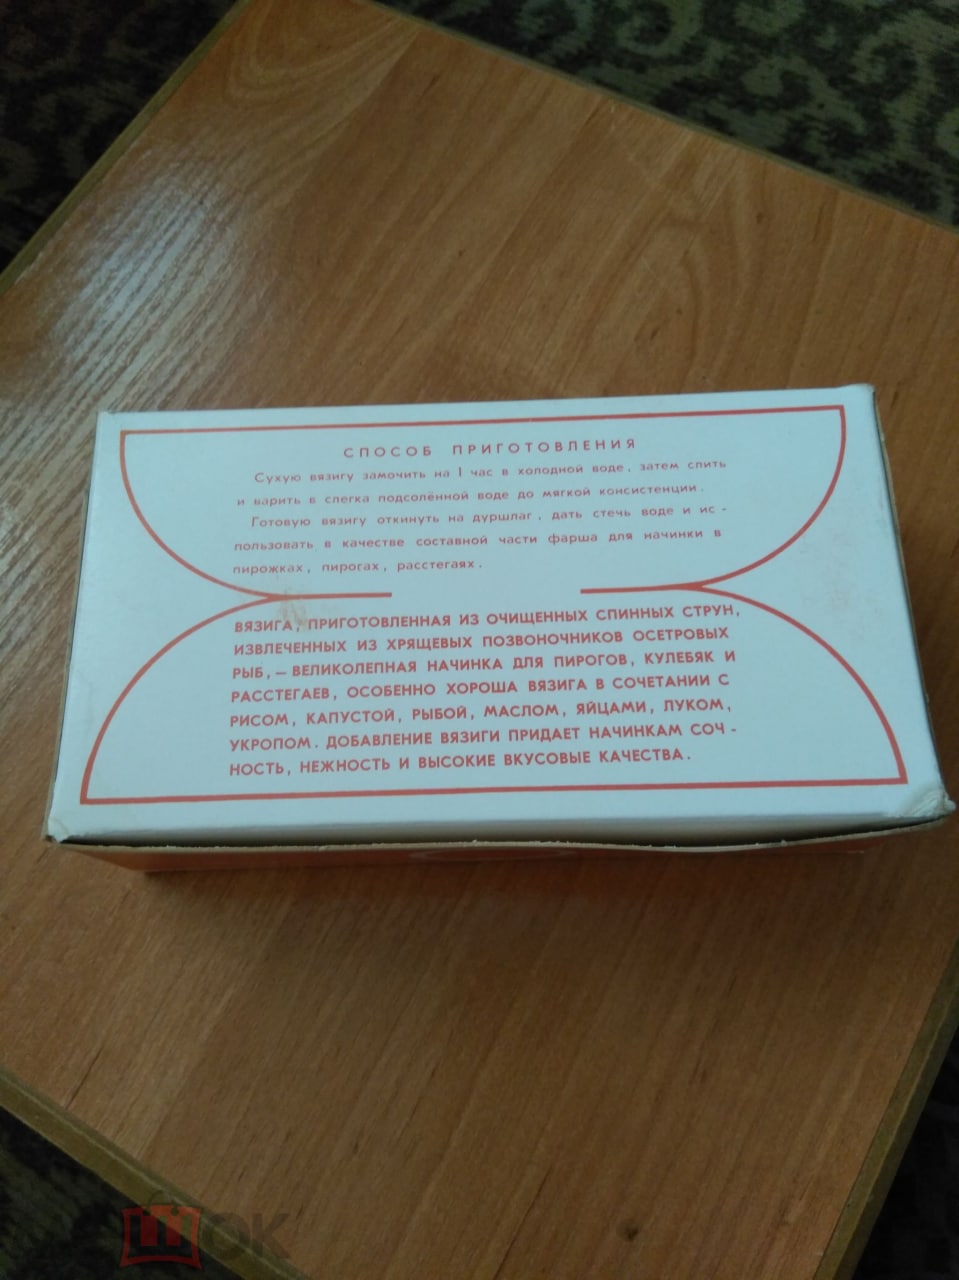 СПОСОБ ПРИГОТОВЛЕНИЯ
Сухую вязигу замочить на 1 час в холодной воде, затем слить
и варить в слегка подсолённой воде до мягкой консистенции.
Готовую вязигу откинуть на дуршлаг, дать стечь воде и ис-
пользовать в качестве составной части фарша для начинки в
пирожках, пирогах, расстегаях.
ВЯЗИГА, ПРИГОТОВЛЕННАЯ ИЗ ОЧИЩЕННЫХ СПИННЫХ СТРУН,
ИЗВЛЕЧЕННЫХ ИЗ ХРЯЩЕВЫХ ПОЗВОНОЧНИКОВ ОСЕТРОВЫХ
РЫБ, — ВЕЛИКОЛЕПНАЯ НАЧИНКА ДЛЯ ПИРОГОВ, КУЛЕБЯК И
РАССТЕГАЕВ, ОСОБЕННО ХОРОША ВЯЗИГА В СОЧЕТАНИИ С
РИСОМ, КАПУСТОЙ, РЫБОЙ, МАСЛОМ, ЯЙЦАМИ, ЛУКОМ,
УКРОПОМ. ДОБАВЛЕНИЕ ВЯЗИГИ ПРИДАЕТ НАЧИНКАМ СОЧ-
НОСТЬ, НЕЖНОСТЬ И ВЫСОКИЕ ВКУСОВЫЕ КАЧЕСТВА.
ШОК